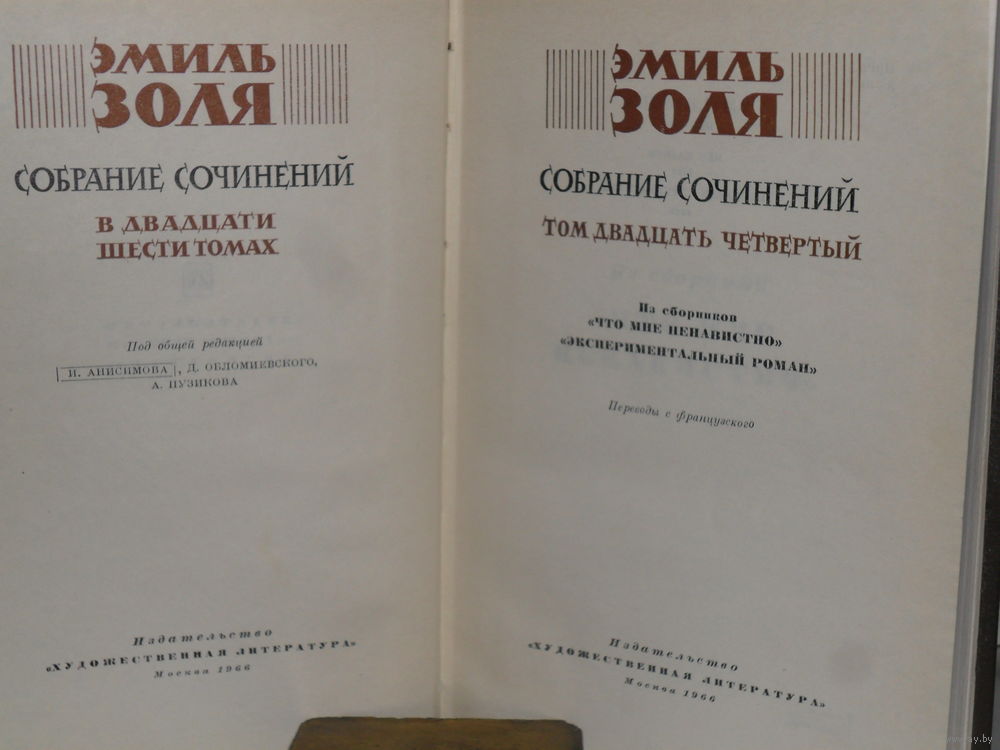 ЭМИЛЬ
ЗОЛЯ
СОБРАНИЕ СОЧИНЕНИЙ
В ДВАДЦАТИ
ШЕСТИ ТОМАХ
Под общей редакцией
И. АНИСИМОВА, Д. ОБЛОМИЕВСКОГО,
А. ПУЗИКОВА
Издательство
«ХУДОЖЕСТВЕННАЯ ЛИТЕРАТУРА»
Москва 1966
ЭМИЛЬ
ЗОЛЯ
СОБРАНИЕ СОЧИНЕНИЙ
ТОМ ДВАДЦАТЬ ЧЕТВЕРТЫЙ
Из сборников
«ЧТО МНЕ НЕНАВИСТНО»
«ЭКСПЕРИМЕНТАЛЬНЫЙ РОМАН»
Переводы с французского
Издательство
«ХУДОЖЕСТВЕННАЯ ЛИТЕРАТУРА»
Москва 1966